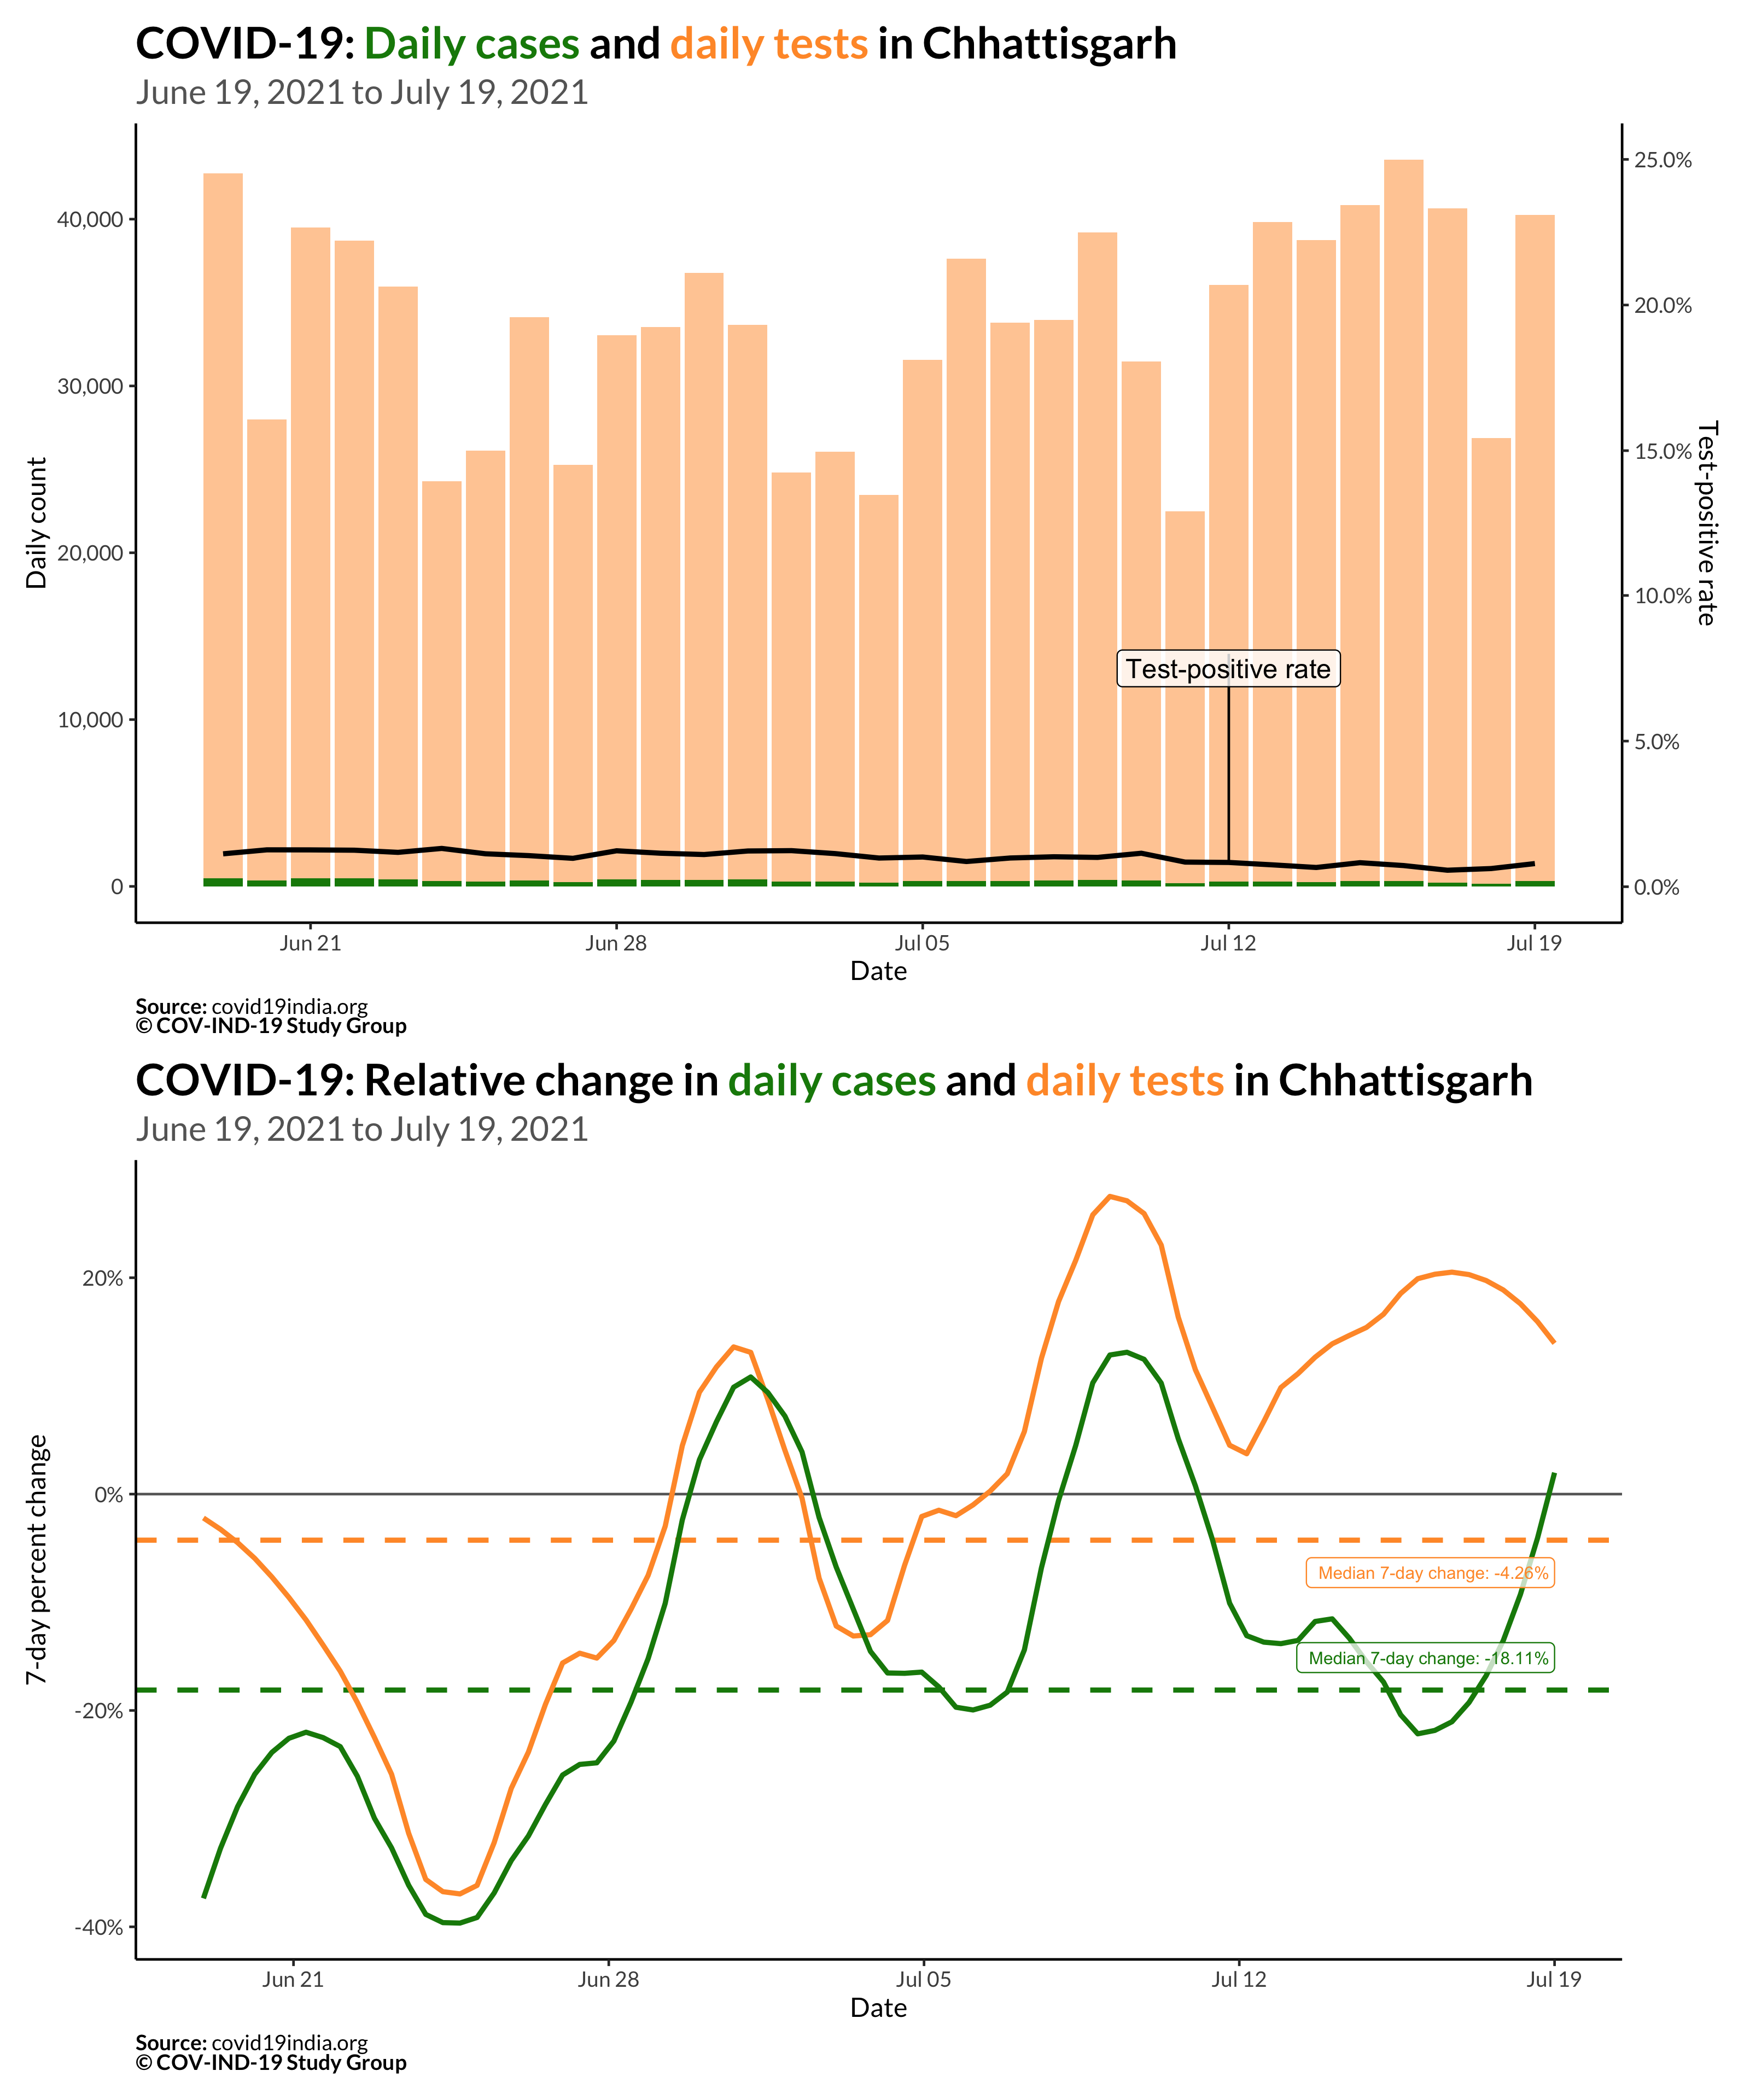 COVID-19: Daily cases and daily tests in Chhattisgarh
June 19, 2021 to July 19, 2021
Daily count
40,000
30,000
20,000
10,000
0
25.0%
20.0%
15.0%
10.0%
5.0%
0.0%
Test-positive rate
Test-positive rate
Jun 21
Jun 28
Jul 05
Jul 12
Jul 19
Date
Source: covid19india.org
© COV-IND-19 Study Group
COVID-19: Relative change in daily cases and daily tests in Chhattisgarh
June 19, 2021 to July 19, 2021
7-day percent change
20%
0%
-20%
-40%
Median 7-day change: -4.26%
Median 7-day change: -18.11%
Jun 21
Jun 28
Jul 05
Jul 12
Jul 19
Date
Source: covid19india.org
© COV-IND-19 Study Group